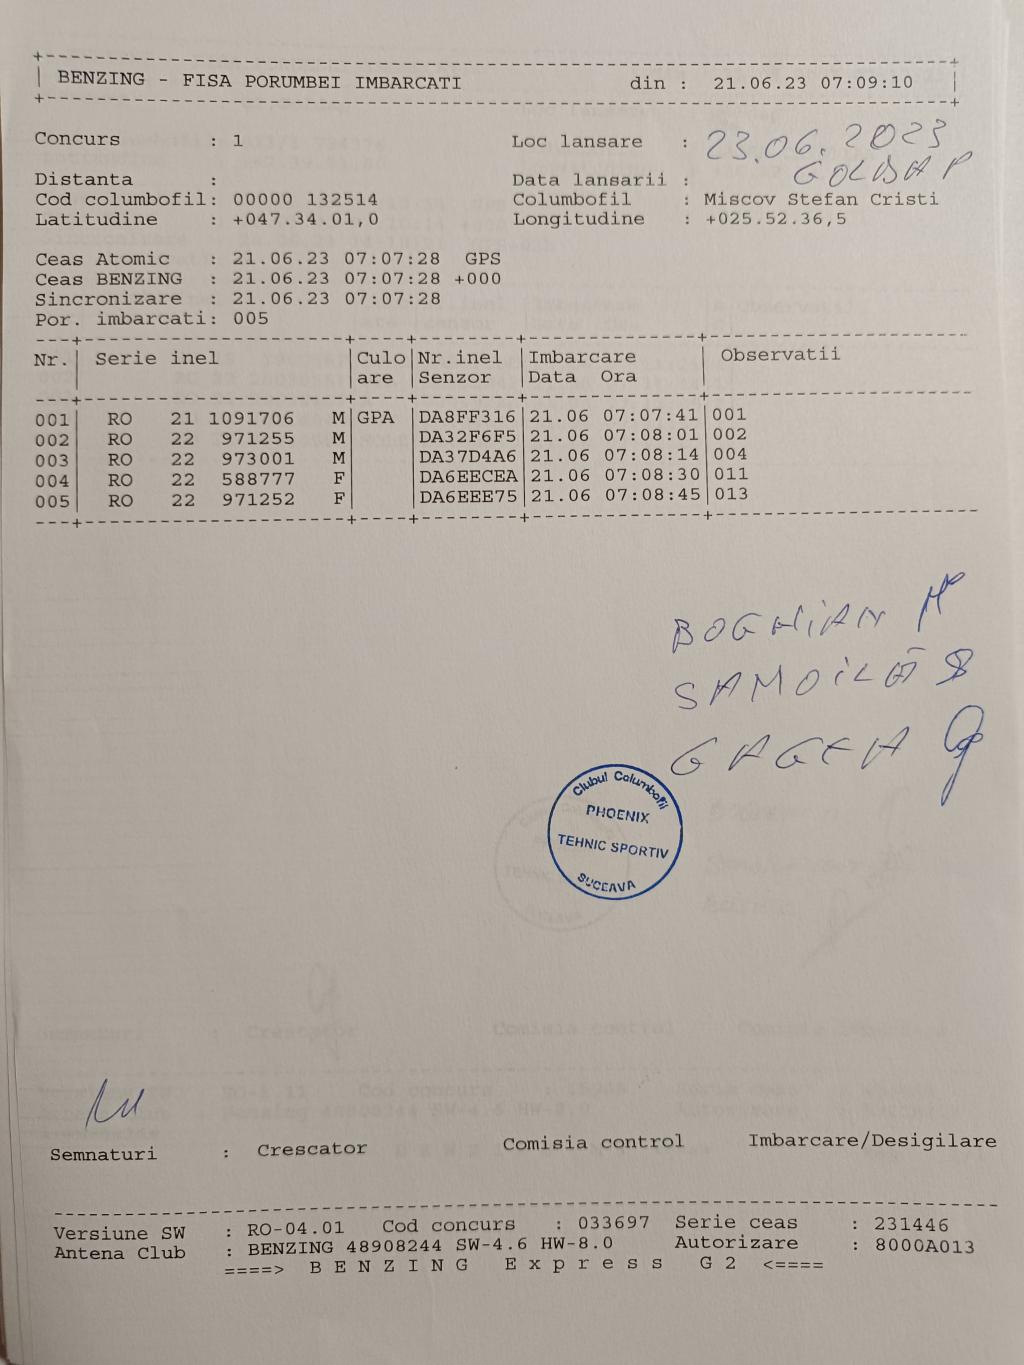 BENZING - FISA PORUMBEI IMBARCATI din : 21.06.23 07:09:10
Concurs : 1 Loc lansare : 23.06.2023
GOLDAP
Distanta : Data lansarii :
Cod columbofil: 00000 132514 Columbofil : Miscov Stefan Cristi
Latitudine : +047.34.01,0 Longitudine : +025.52.36,5
Ceas Atomic : 21.06.23 07:07:28 GPS
Ceas BENZING : 21.06.23 07:07:28 +000
Sincronizare : 21.06.23 07:07:28
Por. imbarcati: 005
Nr. Serie inel Culo Nr.inel Imbarcare Observatii
are Senzor Data Ora
001 RO 21 1091706 M GPA DA8FF316 21.06 07:07:41 001
002 RO 22 971255 M DA32F6F5 21.06 07:08:01 002
003 RO 22 973001 M DA37D4A6 21.06 07:08:14 004
004 RO 22 588777 F DA6EECEA 21.06 07:08:30 011
005 RO 22 971252 F DA6EEE75 21.06 07:08:45 013
BOGHIAN
SAMOILĂ
GAGEA
Clubul Columbofil
PHOENIX
TEHNIC SPORTIV
SUCEAVA
Semnaturi : Crescator Comisia control Imbarcare/Desigilare
Versiune SW : RO-04.01 Cod concurs : 033697 Serie ceas : 231446
Antena Club : BENZING 48908244 SW-4.6 HW-8.0 Autorizare : 8000A013
====> B E N Z I N G E x p r e s s G 2 <====